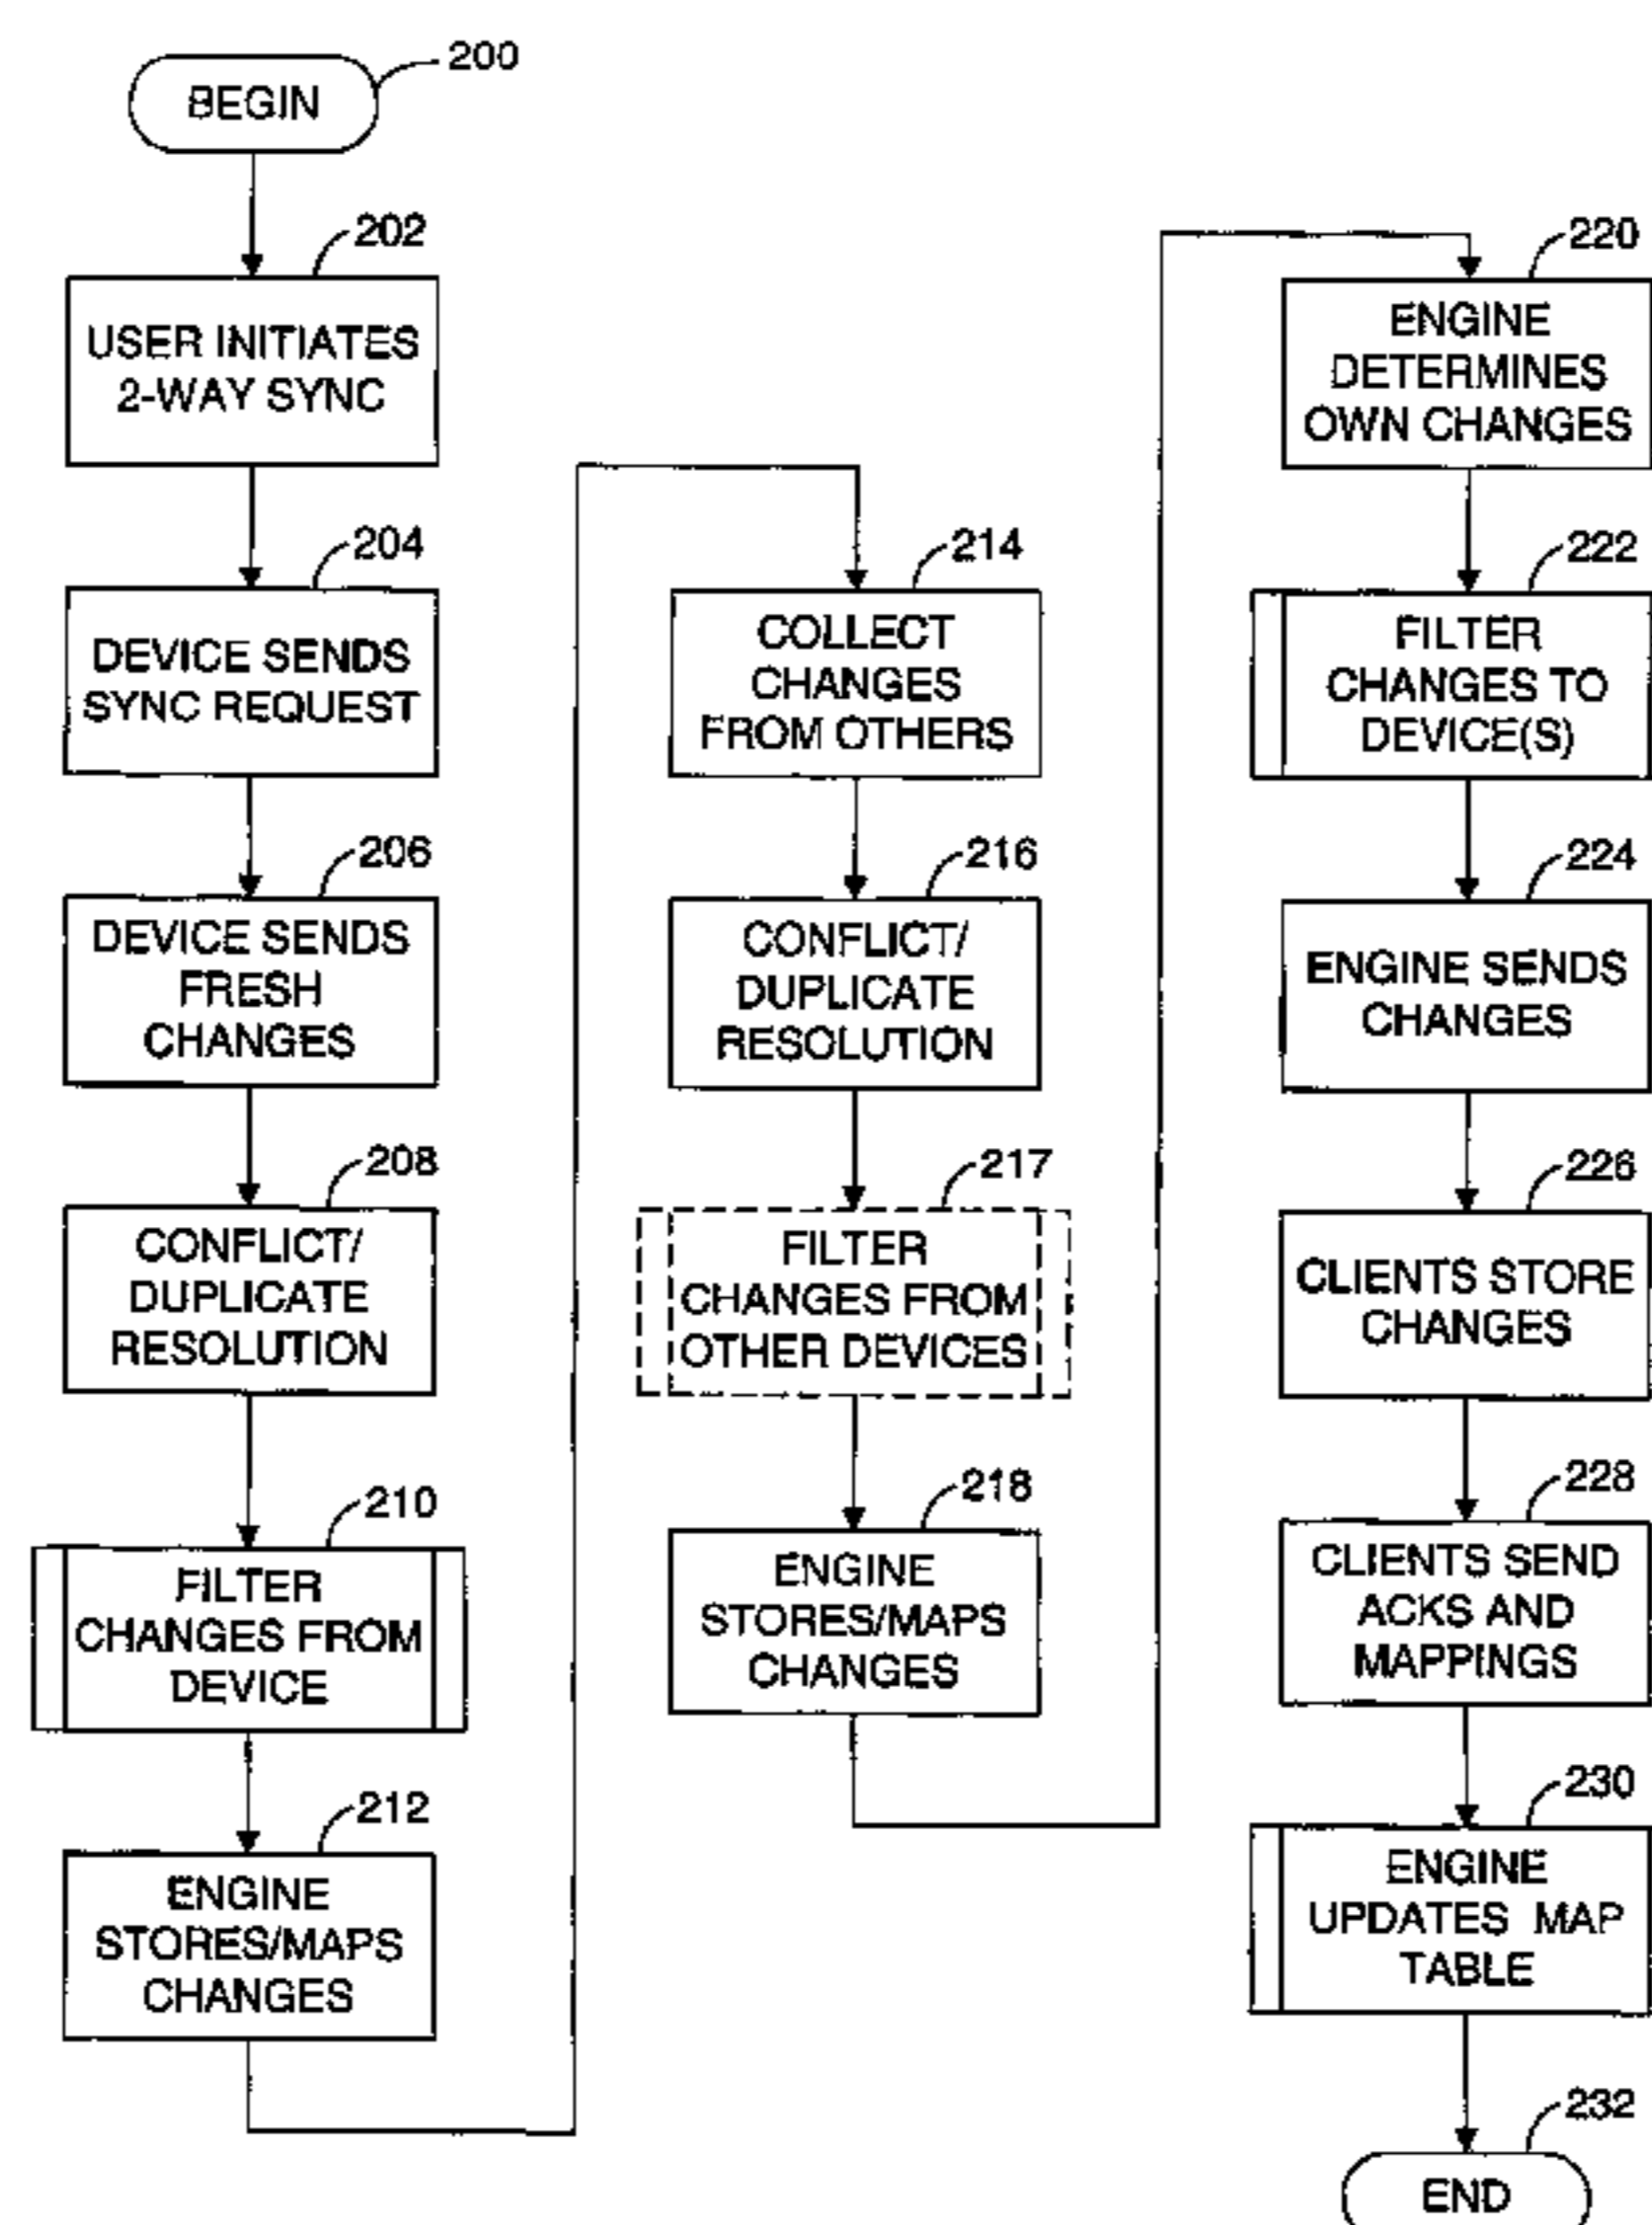 200
BEGIN
202
USER INITIATES
2-WAY SYNC
204
DEVICE SENDS
SYNC REQUEST
206
DEVICE SENDS
FRESH
CHANGES
208
CONFLICT/
DUPLICATE
RESOLUTION
210
FILTER
CHANGES FROM
DEVICE
212
ENGINE
STORES/MAPS
CHANGES
214
COLLECT
CHANGES
FROM OTHERS
216
CONFLICT/
DUPLICATE
RESOLUTION
217
FILTER
CHANGES FROM
OTHER DEVICES
218
ENGINE
STORES/MAPS
CHANGES
220
ENGINE
DETERMINES
OWN CHANGES
222
FILTER
CHANGES TO
DEVICE(S)
224
ENGINE SENDS
CHANGES
226
CLIENTS STORE
CHANGES
228
CLIENTS SEND
ACKS AND
MAPPINGS
230
ENGINE
UPDATES MAP
TABLE
232
END